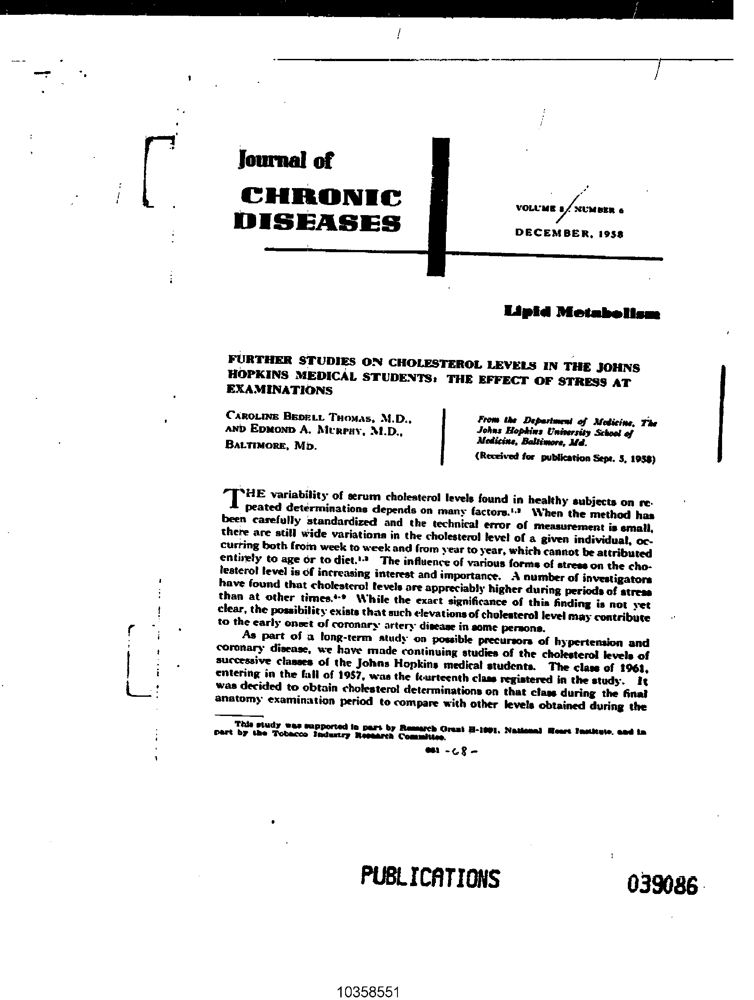 Journal of
CHRONIC
DISEASES
VOLUME 8 / NUMBER 6
DECEMBER, 1958
Lipid Metabolism
FURTHER STUDIES ON CHOLESTEROL LEVELS IN THE JOHNS
HOPKINS MEDICAL STUDENTS: THE EFFECT OF STRESS AT
EXAMINATIONS
CAROLINE BEDELL THOMAS, M.D.,
AND EDMOND A. MURPHY, M.D.,
BALTIMORE, MD.
From the Department of Medicine, The
Johns Hopkins University School of
Medicine, Baltimore, Md.
(Received for publication Sept. 5, 1958)
THE variability of serum cholesterol levels found in healthy subjects on re-
peated determinations depends on many factors. When the method has
been carefully standardized and the technical error of measurement is small,
there are still wide variations in the cholesterol level of a given individual, oc-
curring both from week to week and from year to year, which cannot be attributed
entirely to age or to diet. The influence of various forms of stress on the cho-
lesterol level is of increasing interest and importance. A number of investigators
have found that cholesterol levels are appreciably higher during periods of stress
than at other times. While the exact significance of this finding is not yet
clear, the possibility exists that such elevations of cholesterol level may contribute
to the early onset of coronary artery disease in some persons.
As part of a long-term study on possible precursors of hypertension and
coronary disease, we have made continuing studies of the cholesterol levels of
successive classes of the Johns Hopkins medical students. The class of 1961,
entering in the fall of 1957, was the fourteenth class registered in the study. It
was decided to obtain cholesterol determinations on that class during the final
anatomy examination period to compare with other levels obtained during the
This study was supported in part by Research Grant H-1891, National Heart Institute, and in
part by the Tobacco Industry Research Committee.
661 -C8-
PUBLICATIONS
039086
10358551